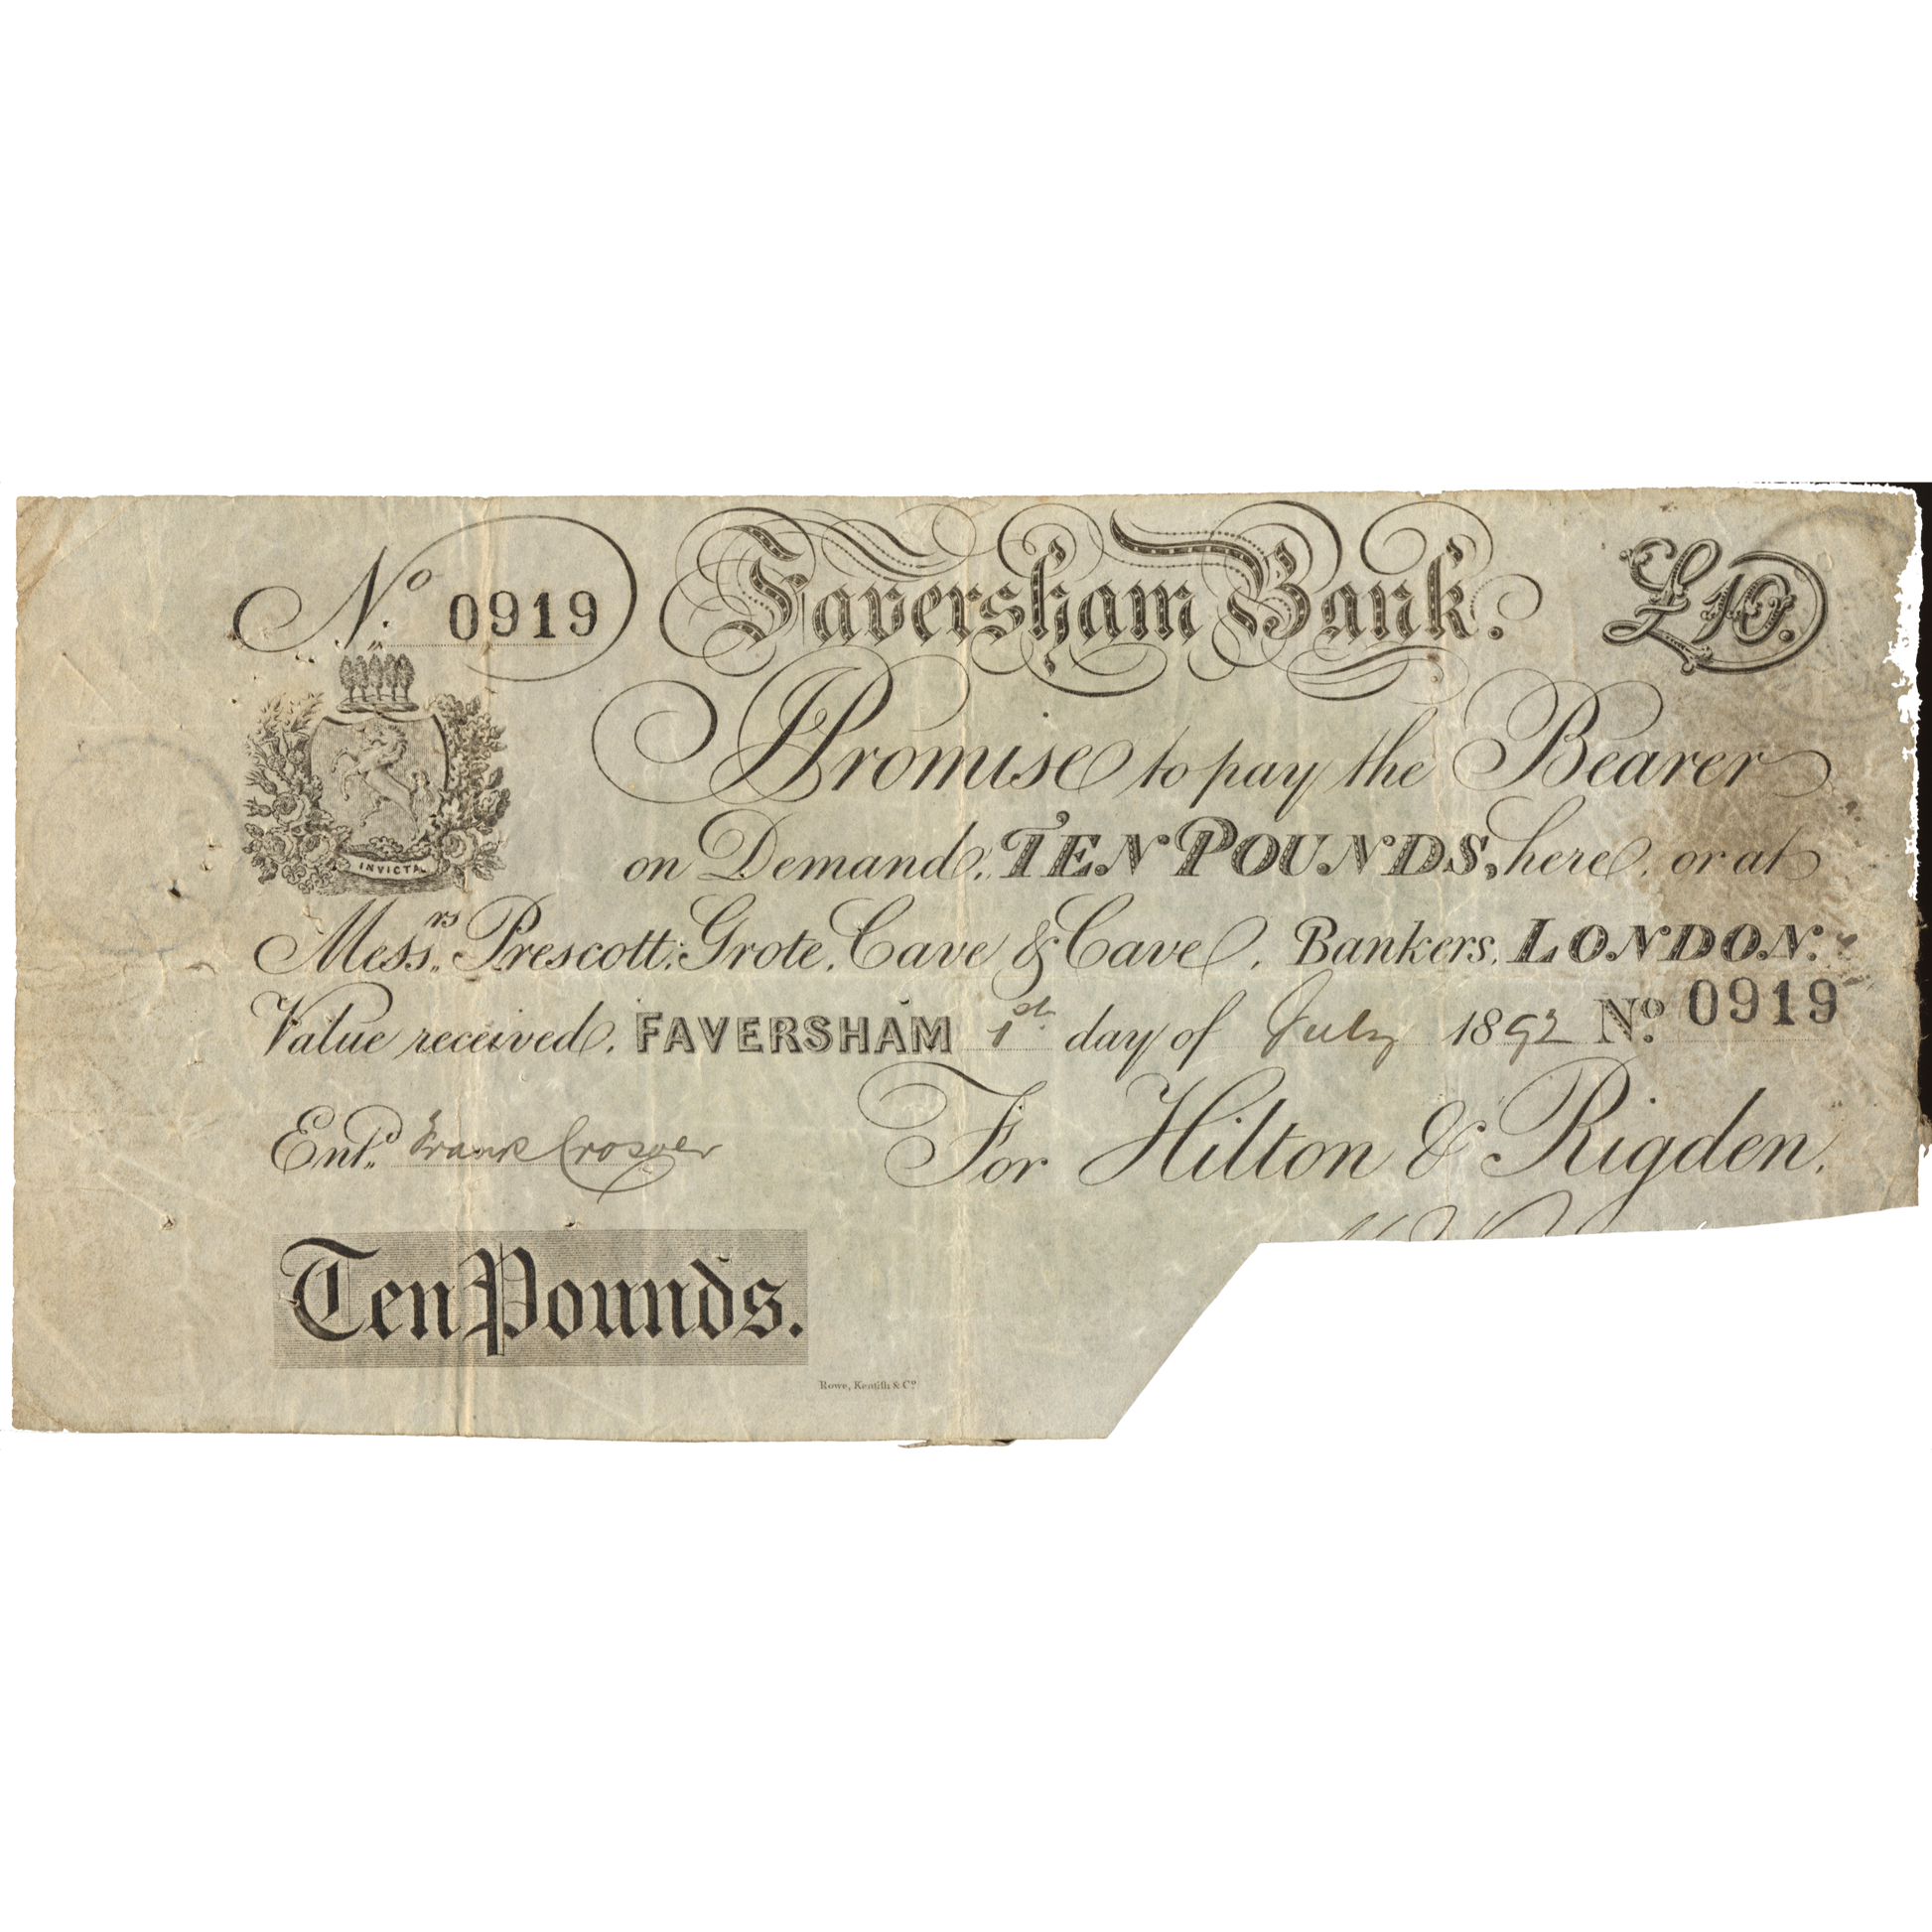 No 0919 Faversham Bank. £10.
I Promise to pay the Bearer
on Demand, TEN POUNDS, here, or at
INVICTA
Messrs. Prescott, Grote, Cave & Cave, Bankers, LONDON.
Value received, FAVERSHAM 1st day of July 1892 No. 0919
Entd. Frank
For Hilton & Rigden.
Ten Pounds.
Rowe, Kentish & Co.